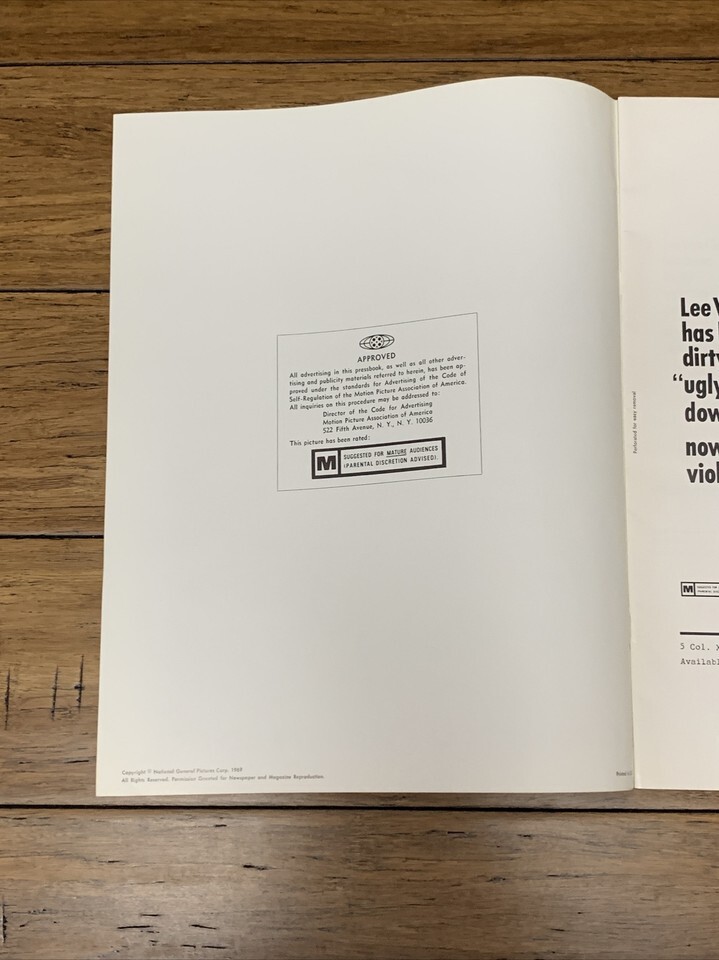 APPROVED
All advertising in this pressbook, as well as all other adver-
tising and publicity materials referred to herein, has been ap-
proved under the standards for Advertising of the Code of
Self-Regulation of the Motion Picture Association of America.
All inquiries on this procedure may be addressed to:
Director of the Code for Advertising
Motion Picture Association of America
522 Fifth Avenue, N. Y., N. Y. 10036
This picture has been rated:
M SUGGESTED FOR MATURE AUDIENCES
(PARENTAL DISCRETION ADVISED).
Copyright © National General Pictures Corp. 1969
All Rights Reserved. Permission Granted for Newspaper and Magazine Reproduction.
Perforated for easy removal
Lee
has
dirty
"ugly
dow
now
viol
M
5 Col. X
Availabl